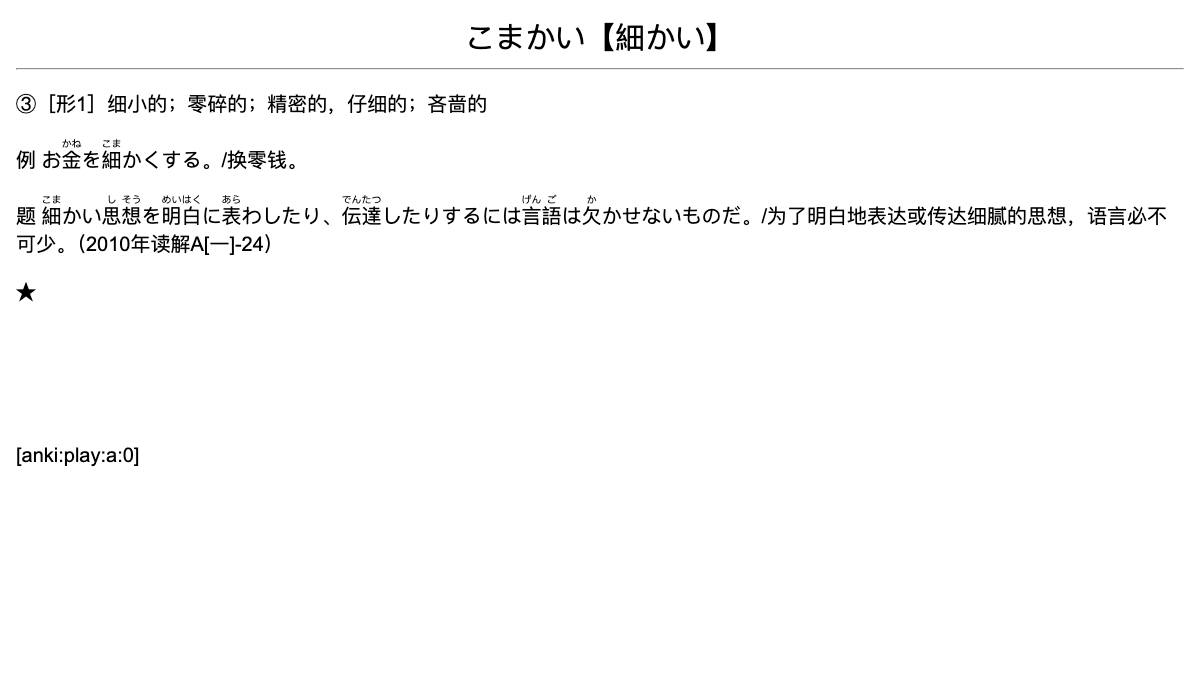 こまかい【細かい】
③［形1］细小的；零碎的；精密的，仔细的；吝啬的
かね こま
例 お金を細かくする。/换零钱。
こま し そう めいはく あら でんたつ げん ご か
题 細かい思想を明白に表わしたり、伝達したりするには言語は欠かせないものだ。/为了明白地表达或传达细腻的思想，语言必不
可少。（2010年读解A[一]-24）
★
[anki:play:a:0]